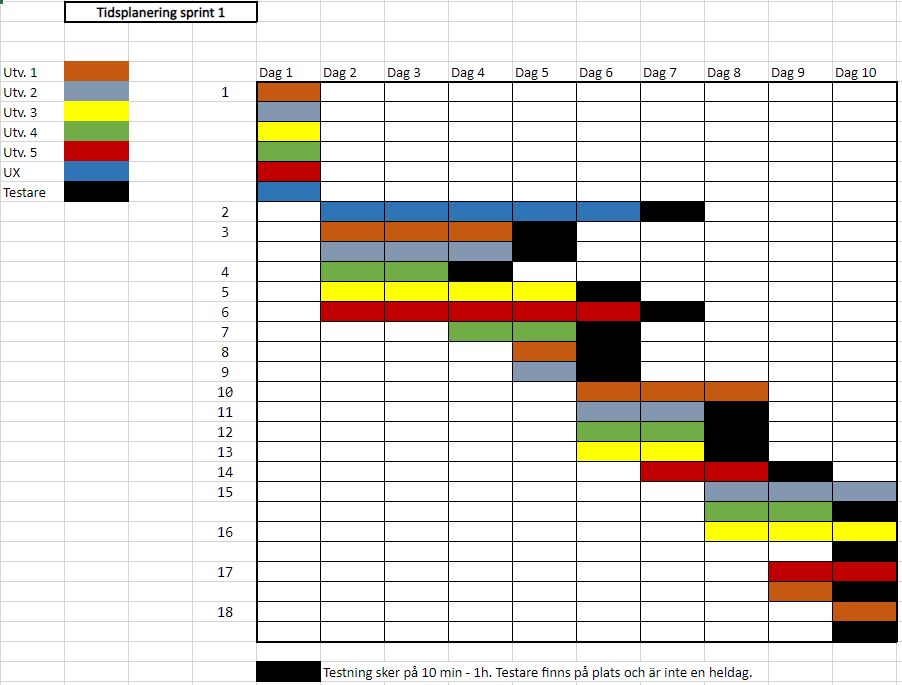 Tidsplanering sprint 1
Dag 1 Dag 2 Dag 3 Dag 4 Dag 5 Dag 6 Dag 7 Dag 8 Dag 9 Dag 10
Utv. 1
Utv. 2
Utv. 3
Utv. 4
Utv. 5
UX
Testare
1
2
3
4
5
6
7
8
9
10
11
12
13
14
15
16
17
18
Testning sker på 10 min - 1h. Testare finns på plats och är inte en heldag.